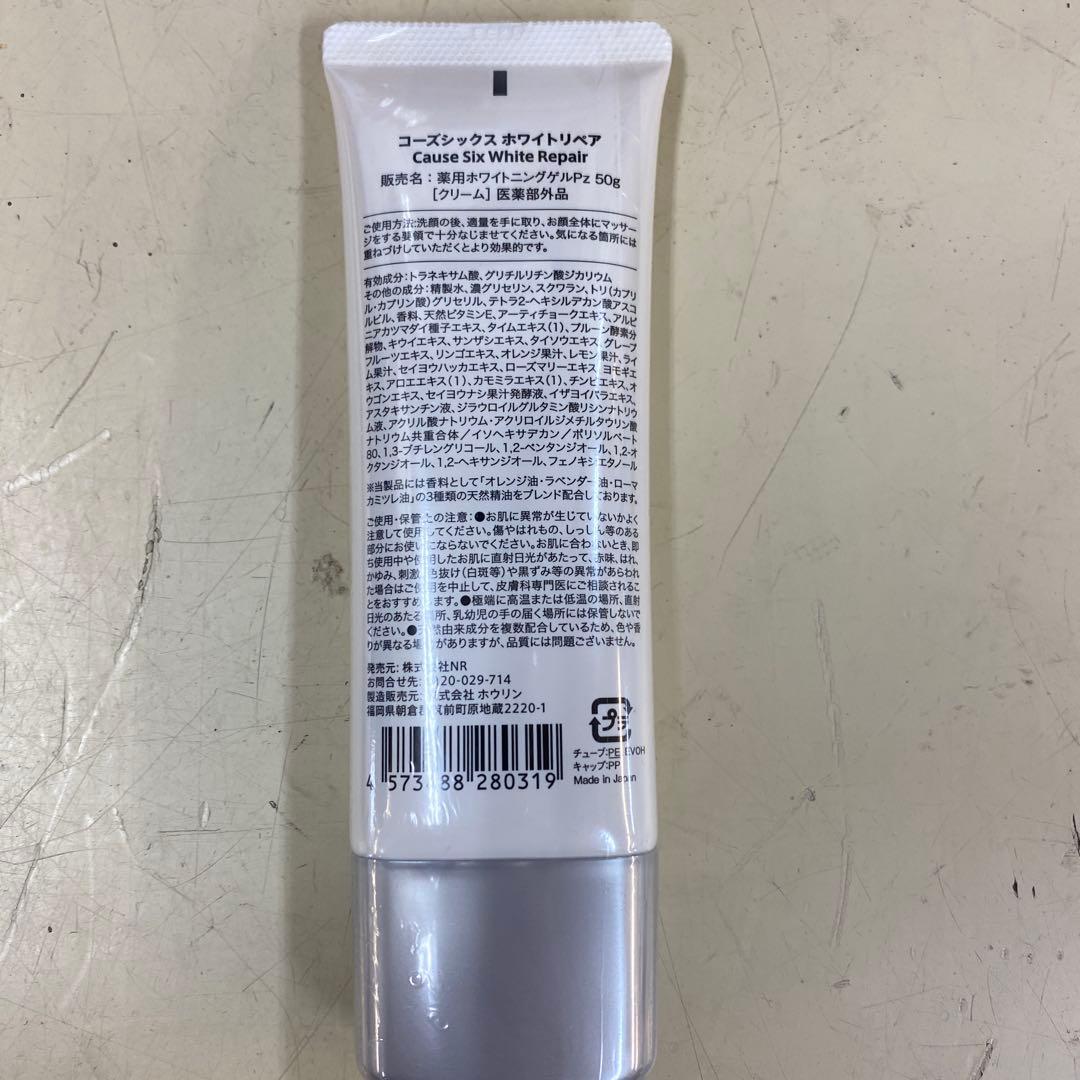 コーズシックス ホワイトリペア
Cause Six White Repair
販売名：薬用ホワイトニングゲルPz 50g
［クリーム］医薬部外品
ご使用方法:洗顔の後、適量を手に取り、お顔全体にマッサー
ジをする要領で十分なじませてください。気になる箇所には
重ねづけしていただくとより効果的です。
有効成分：トラネキサム酸、グリチルリチン酸ジカリウム
その他の成分：精製水、濃グリセリン、スクワラン、トリ（カプリ
ル・カプリン酸）グリセリル、テトラ2-ヘキシルデカン酸アスコ
ルビル、香料、天然ビタミンE、アーティチョークエキス、アルピ
ニアカツマダイ種子エキス、タイムエキス（1）、プルーン酵素分
解物、キウイエキス、サンザシエキス、タイソウエキス、グレープ
フルーツエキス、リンゴエキス、オレンジ果汁、レモン果汁、ライ
ム果汁、セイヨウハッカエキス、ローズマリーエキス、ヨモギエ
キス、アロエエキス（1）、カモミラエキス（1）、チンピエキス、オ
ウゴンエキス、セイヨウナシ果汁発酵液、イザヨイバラエキス、
アスタキサンチン液、ジラウロイルグルタミン酸リシンナトリウ
ム液、アクリル酸ナトリウム・アクリロイルジメチルタウリン酸
ナトリウム共重合体／イソヘキサデカン／ポリソルベート
80、1,3-ブチレングリコール、1,2-ペンタンジオール、1,2-オ
クタンジオール、1,2-ヘキサンジオール、フェノキシエタノール
※当製品には香料として「オレンジ油・ラベンダー油・ローマ
カミツレ油」の3種類の天然精油をブレンド配合しております。
ご使用・保管上の注意：●お肌に異常が生じていないかよく
注意して使用してください。傷やはれもの、しっしん等のある
部分にお使いにならないでください。お肌に合わないとき、即
ち使用中や使用したお肌に直射日光があたって、赤味、はれ、
かゆみ、刺激、色抜け（白斑等）や黒ずみ等の異常があらわれ
た場合はご使用を中止して、皮膚科専門医にご相談されるこ
とをおすすめします。●極端に高温または低温の場所、直射
日光のあたる場所、乳幼児の手の届く場所には保管しないで
ください。●天然由来成分を複数配合しているため、色や香
りが異なる場合がありますが、品質には問題ございません。
発売元：株式会社NR
お問合せ先： 20-029-714
製造販売元：株式会社 ホウリン
福岡県朝倉郡筑前町原地蔵2220-1
プラ
チューブ：PE、EVOH
キャップ：PP
Made in Japan
4 573 88 280319